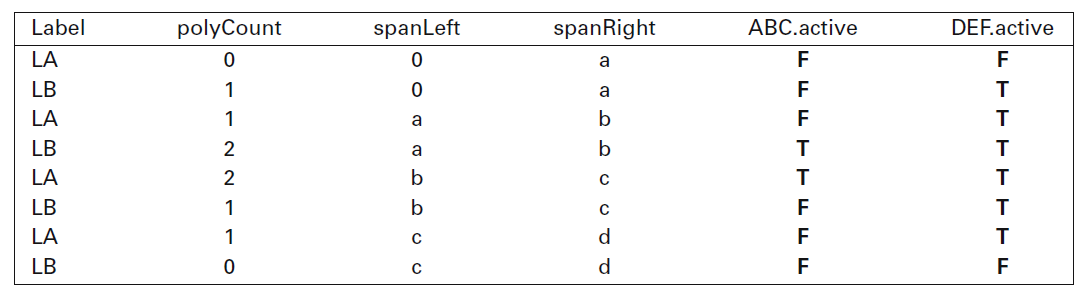 Label polyCount spanLeft spanRight ABC.active DEF.active
LA 0 0 a F F
LB 1 0 a F T
LA 1 a b F T
LB 2 a b T T
LA 2 b c T T
LB 1 b c F T
LA 1 c d F T
LB 0 c d F F